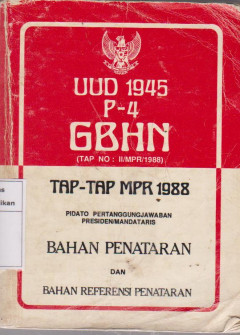 UUD 1945
P-4
GBHN
(TAP NO : II/MPR/1988)
TAP-TAP MPR 1988
PIDATO PERTANGGUNGJAWABAN
PRESIDEN/MANDATARIS
BAHAN PENATARAN
DAN
BAHAN REFERENSI PENATARAN